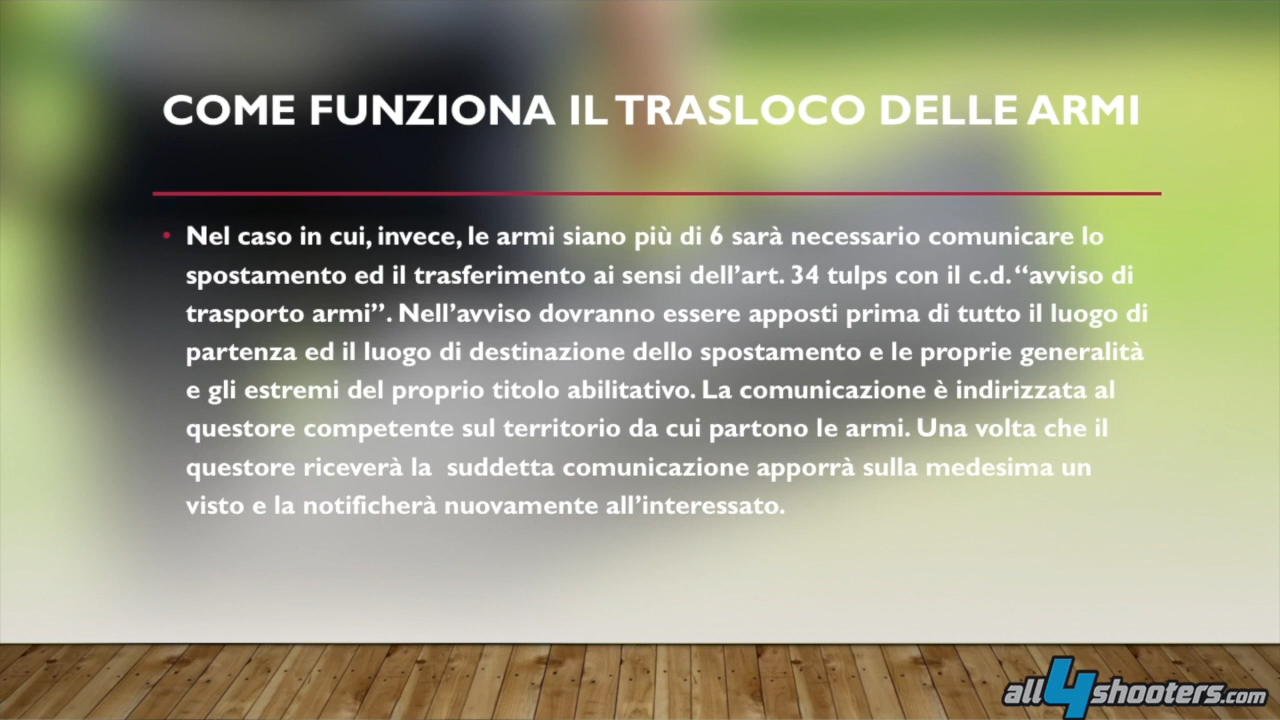 COME FUNZIONA IL TRASLOCO DELLE ARMI
• Nel caso in cui, invece, le armi siano più di 6 sarà necessario comunicare lo
spostamento ed il trasferimento ai sensi dell’art. 34 tulps con il c.d. “avviso di
trasporto armi”. Nell’avviso dovranno essere apposti prima di tutto il luogo di
partenza ed il luogo di destinazione dello spostamento e le proprie generalità
e gli estremi del proprio titolo abilitativo. La comunicazione è indirizzata al
questore competente sul territorio da cui partono le armi. Una volta che il
questore riceverà la suddetta comunicazione apporrà sulla medesima un
visto e la notificherà nuovamente all’interessato.
all4shooters.com